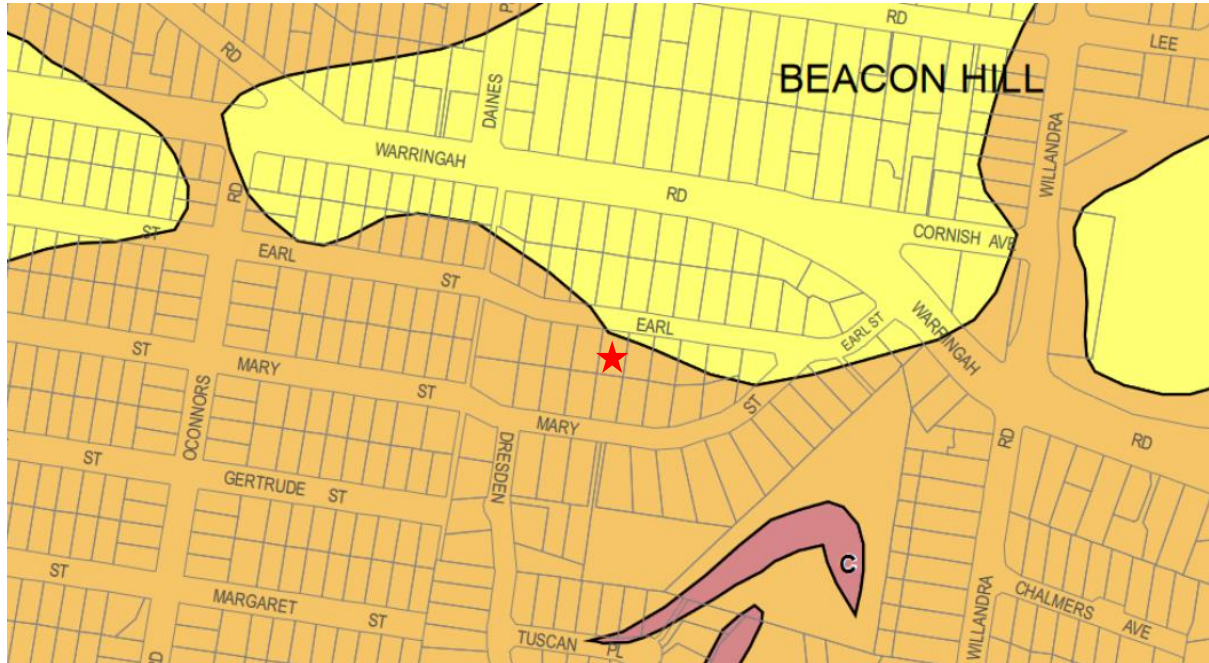 RD
LEE
RD
BEACON HILL
DAINES
PL
WILLANDRA
WARRINGAH
RD
RD
CORNISH AVE
ST
EARL
ST
EARL
EARL ST
WARRINGAH
ST
MARY
ST
OCONNORS
ST
MARY
RD
RD
DRESDEN
ST
GERTRUDE ST
C
ST
MARGARET
ST
WILLANDRA
CHALMERS
AVE
TUSCAN
PL
RD